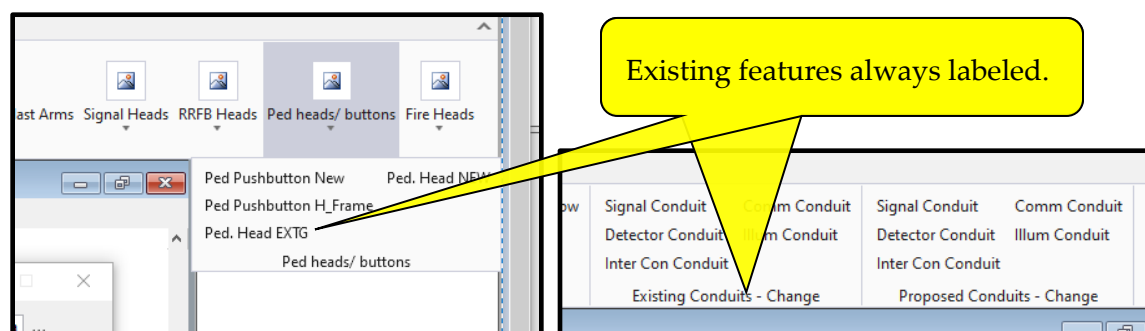 Existing features always labeled.
Mast Arms Signal Heads RRFB Heads Ped heads/ buttons Fire Heads
Ped Pushbutton New Ped. Head NEW
Ped Pushbutton H_Frame
Ped. Head EXTG
Ped heads/ buttons
...
ow Signal Conduit Comm Conduit Signal Conduit Comm Conduit
Detector Conduit Illum Conduit Detector Conduit Illum Conduit
Inter Con Conduit Inter Con Conduit
Existing Conduits - Change Proposed Conduits - Change